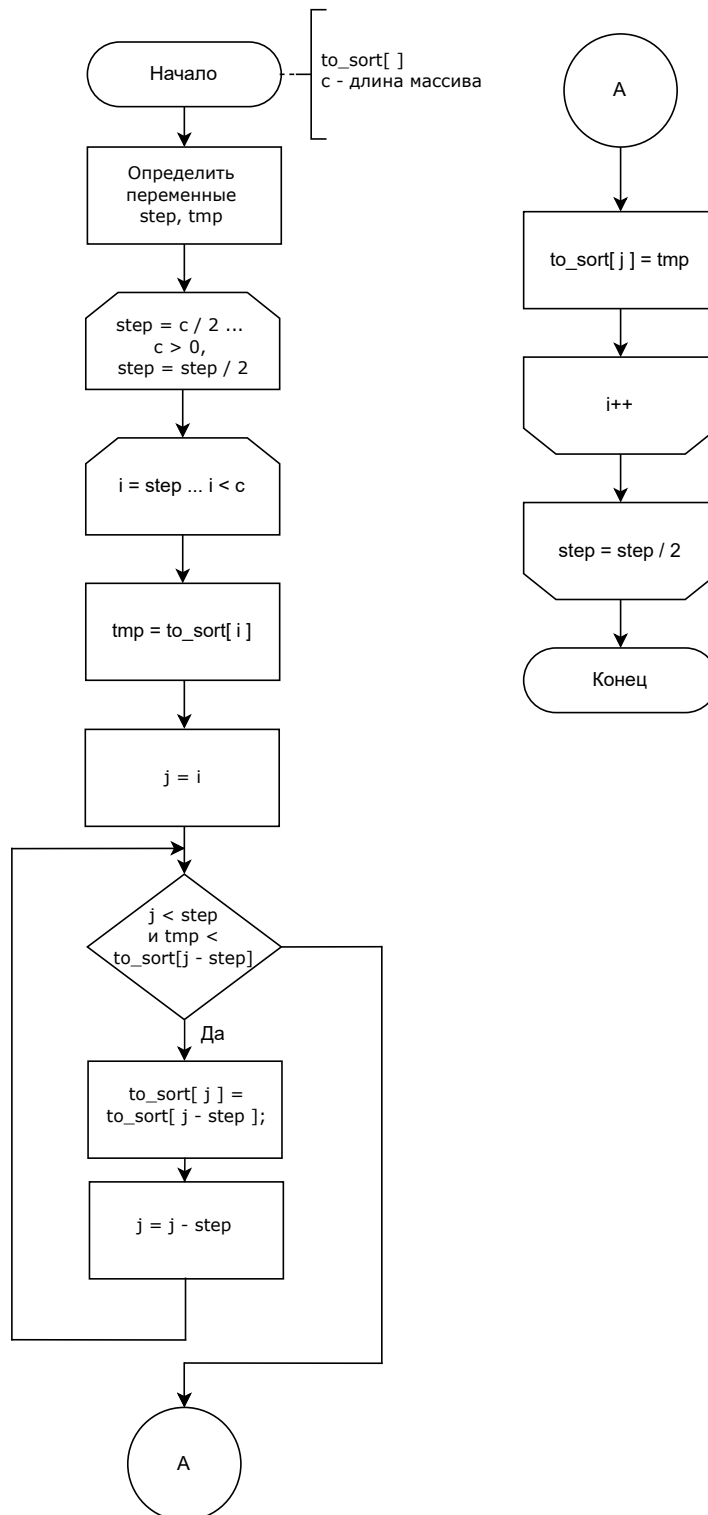 Начало
to_sort[ ]
c - длина массива
Определить
переменные
step, tmp
step = c / 2 ...
c > 0,
step = step / 2
i = step ... i < c
tmp = to_sort[ i ]
j = i
j < step
и tmp <
to_sort[j - step]
Да
to_sort[ j ] =
to_sort[ j - step ];
j = j - step
A
A
to_sort[ j ] = tmp
i++
step = step / 2
Конец